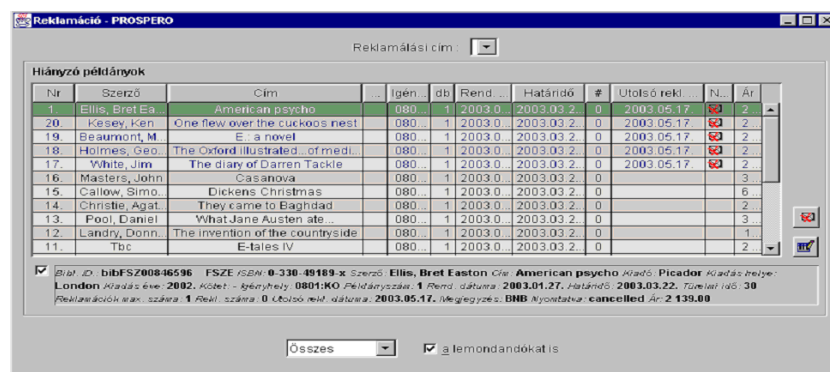 Reklamáció - PROSPERO
Reklamálási cím :
Hiányzó példányok
Nr Szerző Cím ... Igén... db Rend. ... Határidő # Utolsó rekl.... N... Ár
1. Ellis, Bret Ea... American psycho 080... 1 2003.0... 2003.03.2... 0 2003.05.17. 2...
20. Kesey, Ken One flew over the cuckoos nest 080... 1 2003.0... 2003.03.2... 0 2003.05.17. 2...
19. Beaumont, M... E.: a novel 080... 1 2003.0... 2003.03.2... 0 2003.05.17. 2...
18. Holmes, Geo... The Oxford illustrated...of medi... 080... 1 2003.0... 2003.03.2... 0 2003.05.17. 2...
17. White, Jim The diary of Darren Tackle 080... 1 2003.0... 2003.03.2... 0 2003.05.17. 2...
16. Masters, John Casanova 080... 1 2003.0... 2003.03.2... 0 3...
15. Callow, Simo... Dickens Christmas 080... 1 2003.0... 2003.03.2... 0 6...
14. Christie, Agat... They came to Baghdad 080... 1 2003.0... 2003.03.2... 0 2...
13. Pool, Daniel What Jane Austen ate... 080... 1 2003.0... 2003.03.2... 0 3...
12. Landry, Donn... The invention of the countryside 080... 1 2003.0... 2003.03.2... 0 1...
11. Tbc E-tales IV 080... 1 2003.0... 2003.03.2... 0 2...
Bibl. ID.: bibFSZ00846596 FSZE ISBN: 0-330-49189-x Szerző: Ellis, Bret Easton Cím: American psycho Kiadó: Picador Kiadás helye:
London Kiadás éve: 2002. Kötet: - Igényhely: 0801:KO Példányszám: 1 Rend. dátuma: 2003.01.27. Határidő: 2003.03.22. Türelmi idő: 30
Reklamációk max. száma: 1 Rekl. száma: 0 Utolsó rekl. dátuma: 2003.05.17. Megjegyzés: BNB Nyomtatva: cancelled Ár: 2 139.00
Összes a lemondandókat is